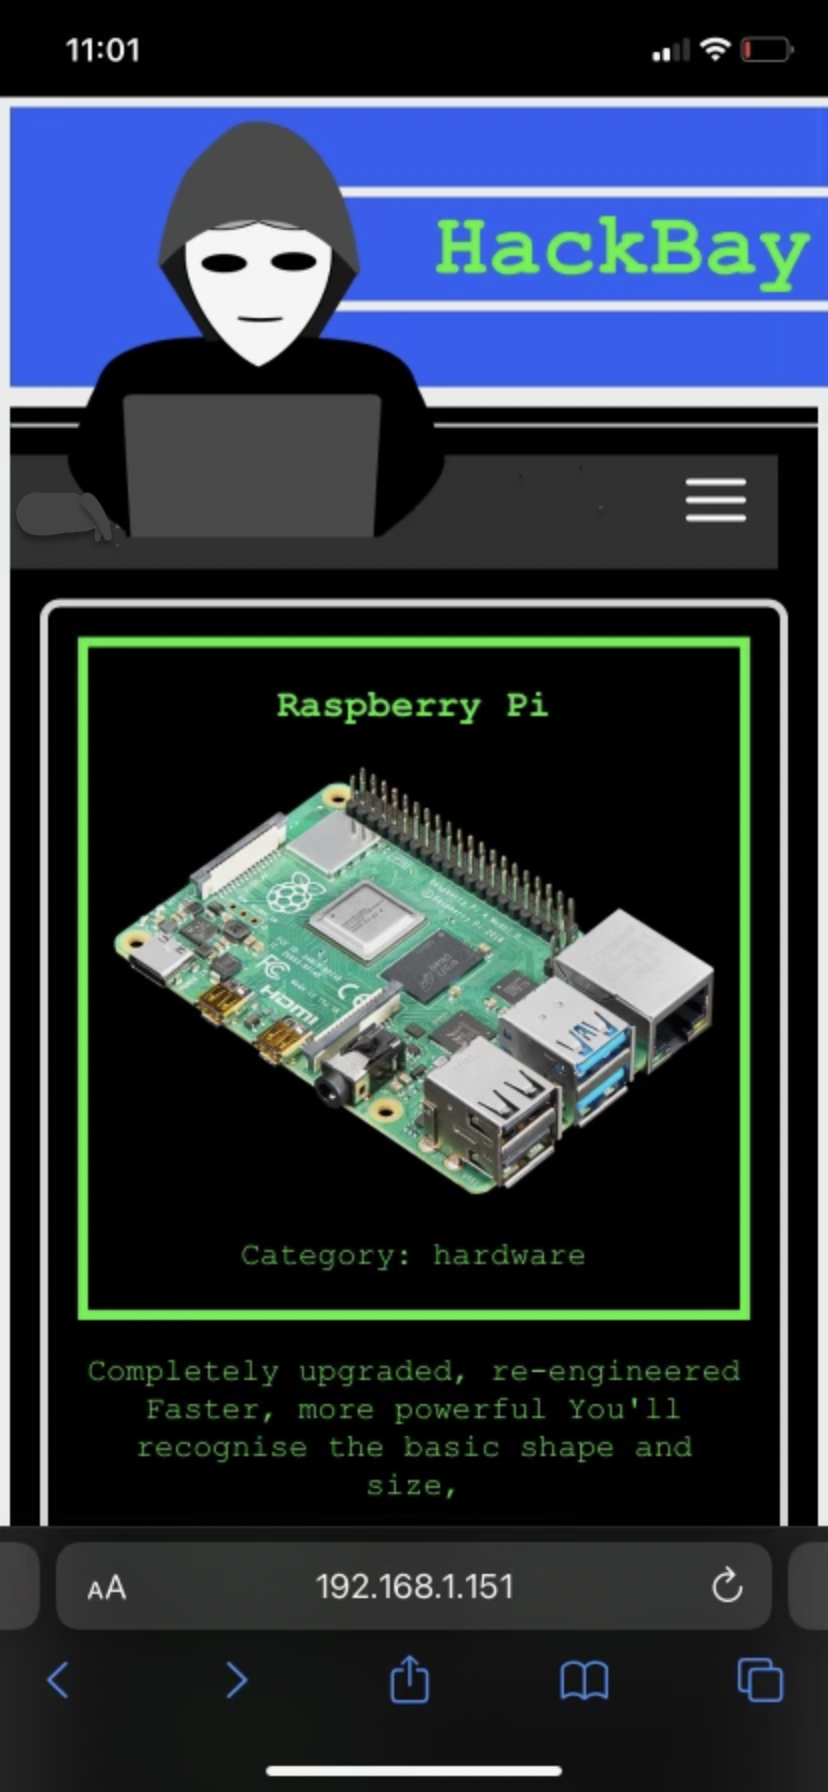 11:01
HackBay
Raspberry Pi
HDMI
Category: hardware
Completely upgraded, re-engineered
Faster, more powerful You'll
recognise the basic shape and
size,
AA
192.168.1.151